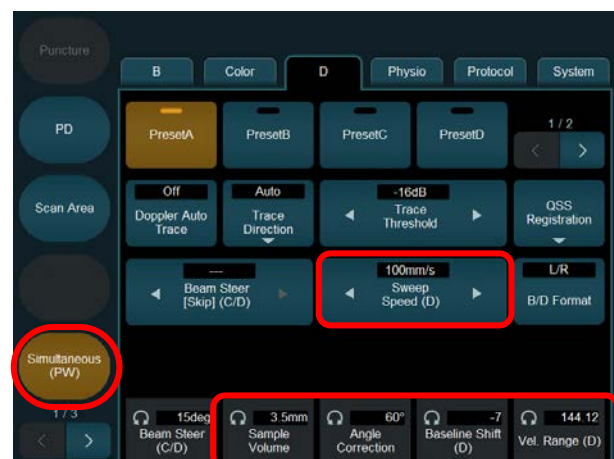 Puncture
B
Color
D
Physio
Protocol
System
PD
PresetA
PresetB
PresetC
PresetD
1 / 2
< >
Scan Area
Off
Doppler Auto
Trace
Auto
Trace
Direction
-16dB
Trace
Threshold
QSS
Registration
---
Beam Steer
[Skip] (C/D)
100mm/s
Sweep
Speed (D)
L/R
B/D Format
Simultaneous
(PW)
1 / 3
< >
15deg
Beam Steer
(C/D)
3.5mm
Sample
Volume
60°
Angle
Correction
-7
Baseline Shift
(D)
144.12
Vel. Range (D)